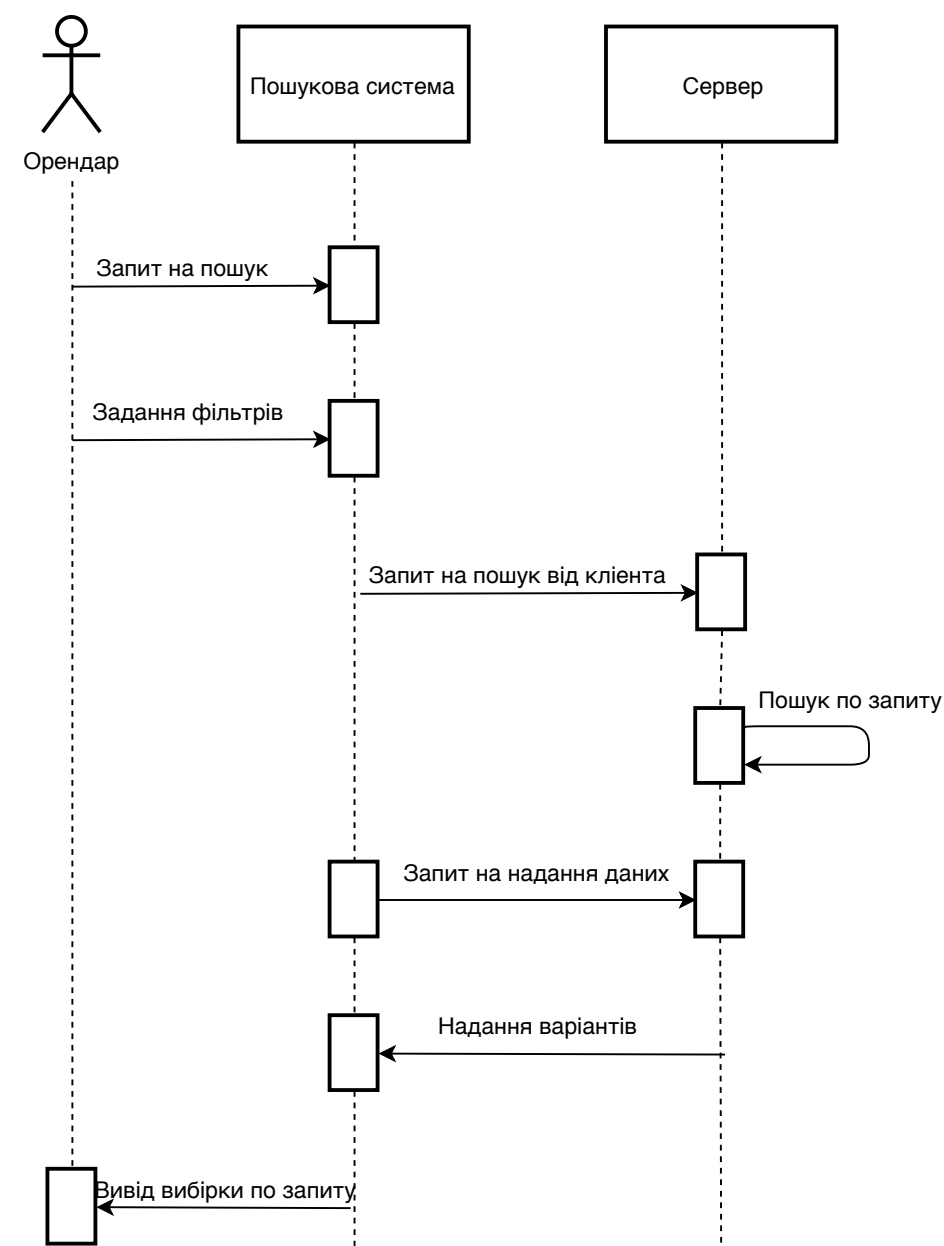 Орендар
Пошукова система
Сервер
Запит на пошук
Задання фільтрів
Запит на пошук від кліента
Пошук по запиту
Запит на надання даних
Надання варіантів
Вивід вибірки по запиту